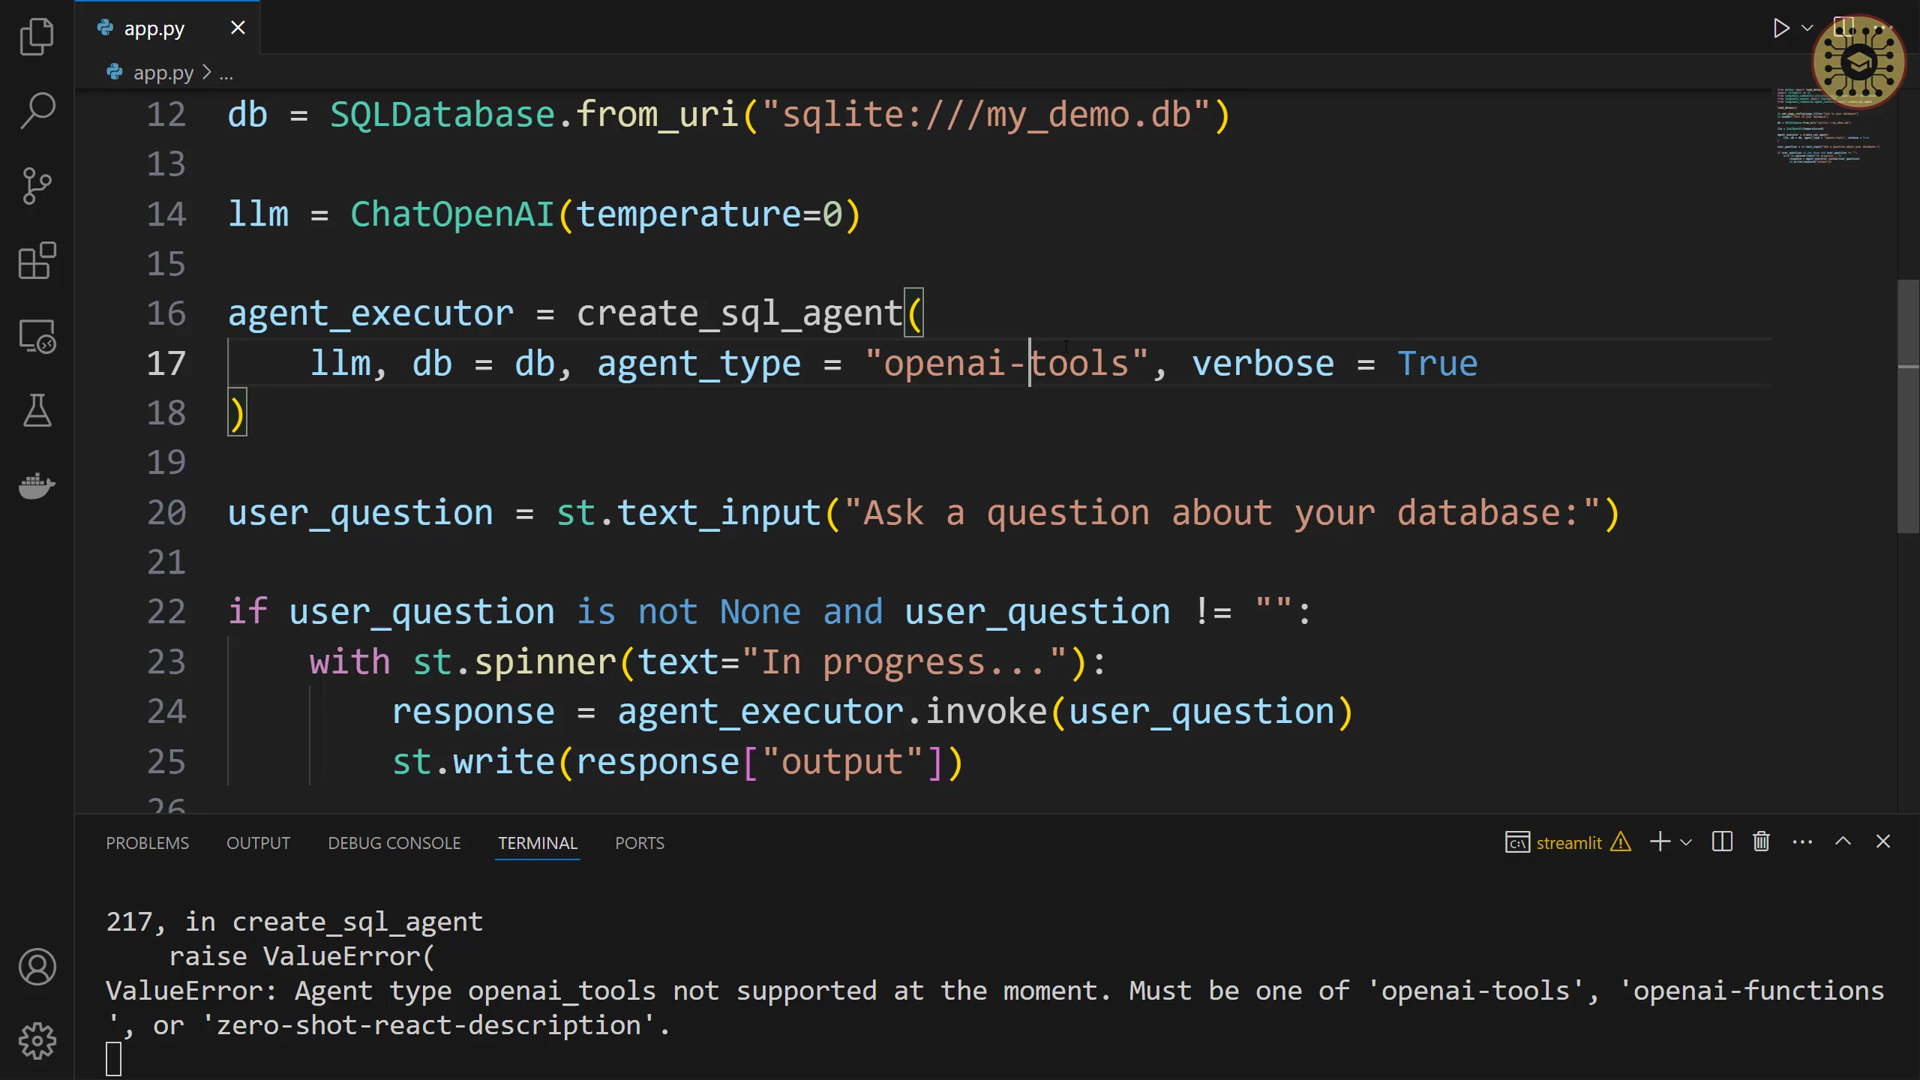 app.py
app.py > ...
12 db = SQLDatabase.from_uri("sqlite:///my_demo.db")
13
14 llm = ChatOpenAI(temperature=0)
15
16 agent_executor = create_sql_agent(
17 llm, db = db, agent_type = "openai-tools", verbose = True
18 )
19
20 user_question = st.text_input("Ask a question about your database:")
21
22 if user_question is not None and user_question != "":
23 with st.spinner(text="In progress..."):
24 response = agent_executor.invoke(user_question)
25 st.write(response["output"])
26
PROBLEMS OUTPUT DEBUG CONSOLE TERMINAL PORTS streamlit
217, in create_sql_agent
raise ValueError(
ValueError: Agent type openai_tools not supported at the moment. Must be one of 'openai-tools', 'openai-functions
', or 'zero-shot-react-description'.